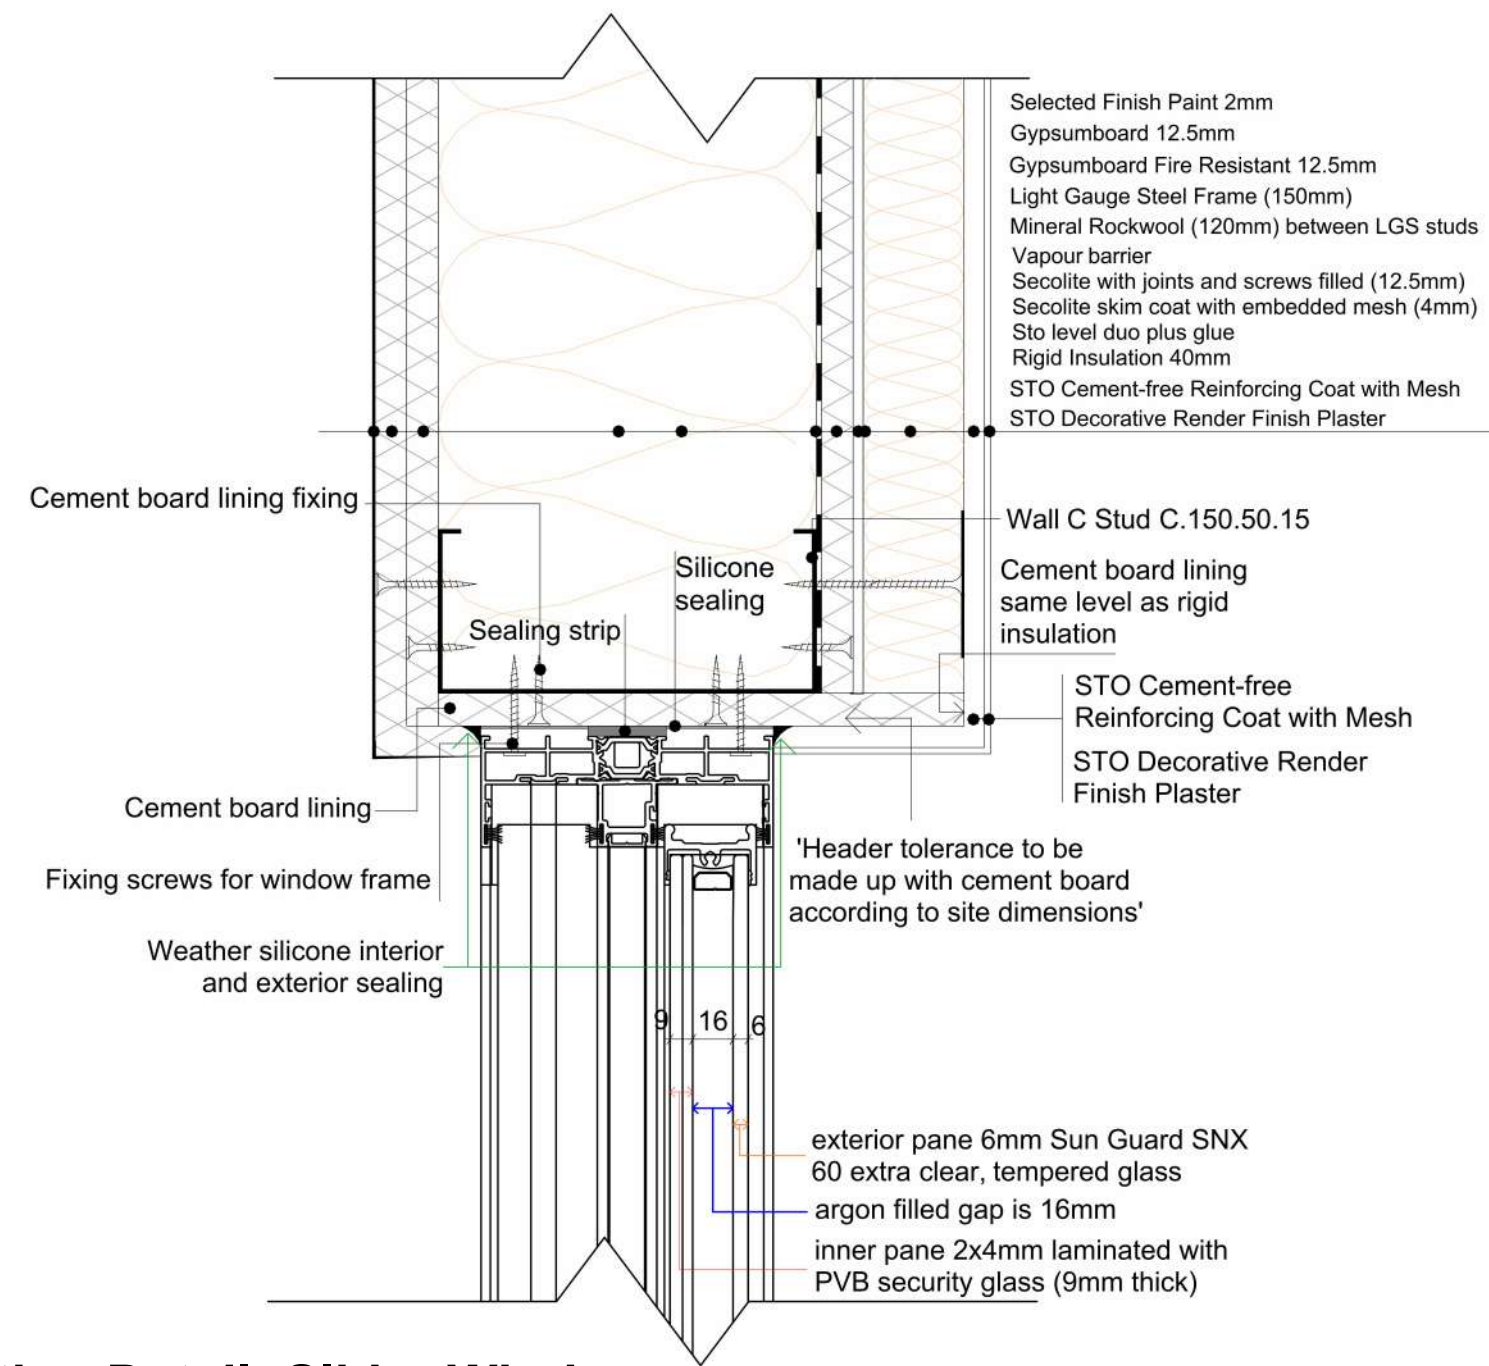 Selected Finish Paint 2mm
Gypsumboard 12.5mm
Gypsumboard Fire Resistant 12.5mm
Light Gauge Steel Frame (150mm)
Mineral Rockwool (120mm) between LGS studs
Vapour barrier
Secolite with joints and screws filled (12.5mm)
Secolite skim coat with embedded mesh (4mm)
Sto level duo plus glue
Rigid Insulation 40mm
STO Cement-free Reinforcing Coat with Mesh
STO Decorative Render Finish Plaster
Cement board lining fixing
Wall C Stud C.150.50.15
Silicone
sealing
Sealing strip
Cement board lining
same level as rigid
insulation
STO Cement-free
Reinforcing Coat with Mesh
STO Decorative Render
Finish Plaster
Cement board lining
Fixing screws for window frame
'Header tolerance to be
made up with cement board
according to site dimensions'
Weather silicone interior
and exterior sealing
9 16 6
exterior pane 6mm Sun Guard SNX
60 extra clear, tempered glass
argon filled gap is 16mm
inner pane 2x4mm laminated with
PVB security glass (9mm thick)